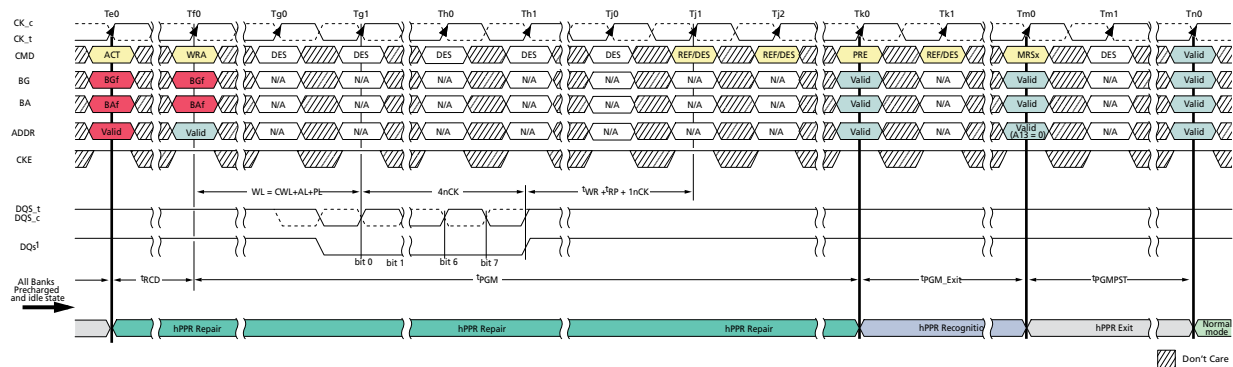 Te0 Tf0 Tg0 Tg1 Th0 Th1 Tj0 Tj1 Tj2 Tk0 Tk1 Tm0 Tm1 Tn0
CK_c
CK_t
CMD ACT WRA DES DES DES DES DES REF/DES REF/DES PRE REF/DES MRSx DES Valid
BG BGf BGf N/A N/A N/A N/A N/A N/A N/A Valid N/A Valid N/A Valid
BA BAf BAf N/A N/A N/A N/A N/A N/A N/A Valid N/A Valid N/A Valid
ADDR Valid Valid N/A N/A N/A N/A N/A N/A N/A Valid N/A Valid (A13 = 0) N/A Valid
CKE
WL = CWL+AL+PL 4nCK tWR + tRP + 1nCK
DQS_t
DQS_c
DQs1
bit 0 bit 1 bit 6 bit 7
All Banks
Precharged
and idle state
tRCD tPGM tPGM_Exit tPGMPST
hPPR Repair hPPR Repair hPPR Repair hPPR Recognitio hPPR Exit Normal
mode
Don't Care